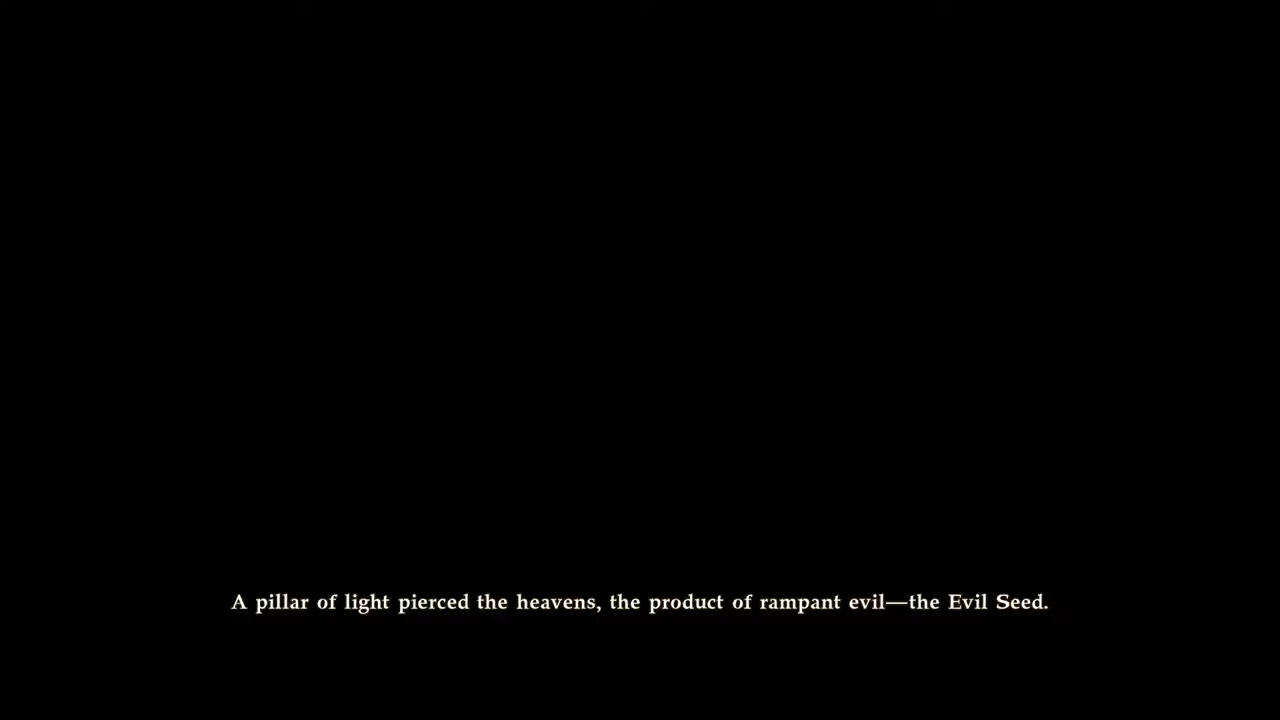 A pillar of light pierced the heavens, the product of rampant evil—the Evil Seed.